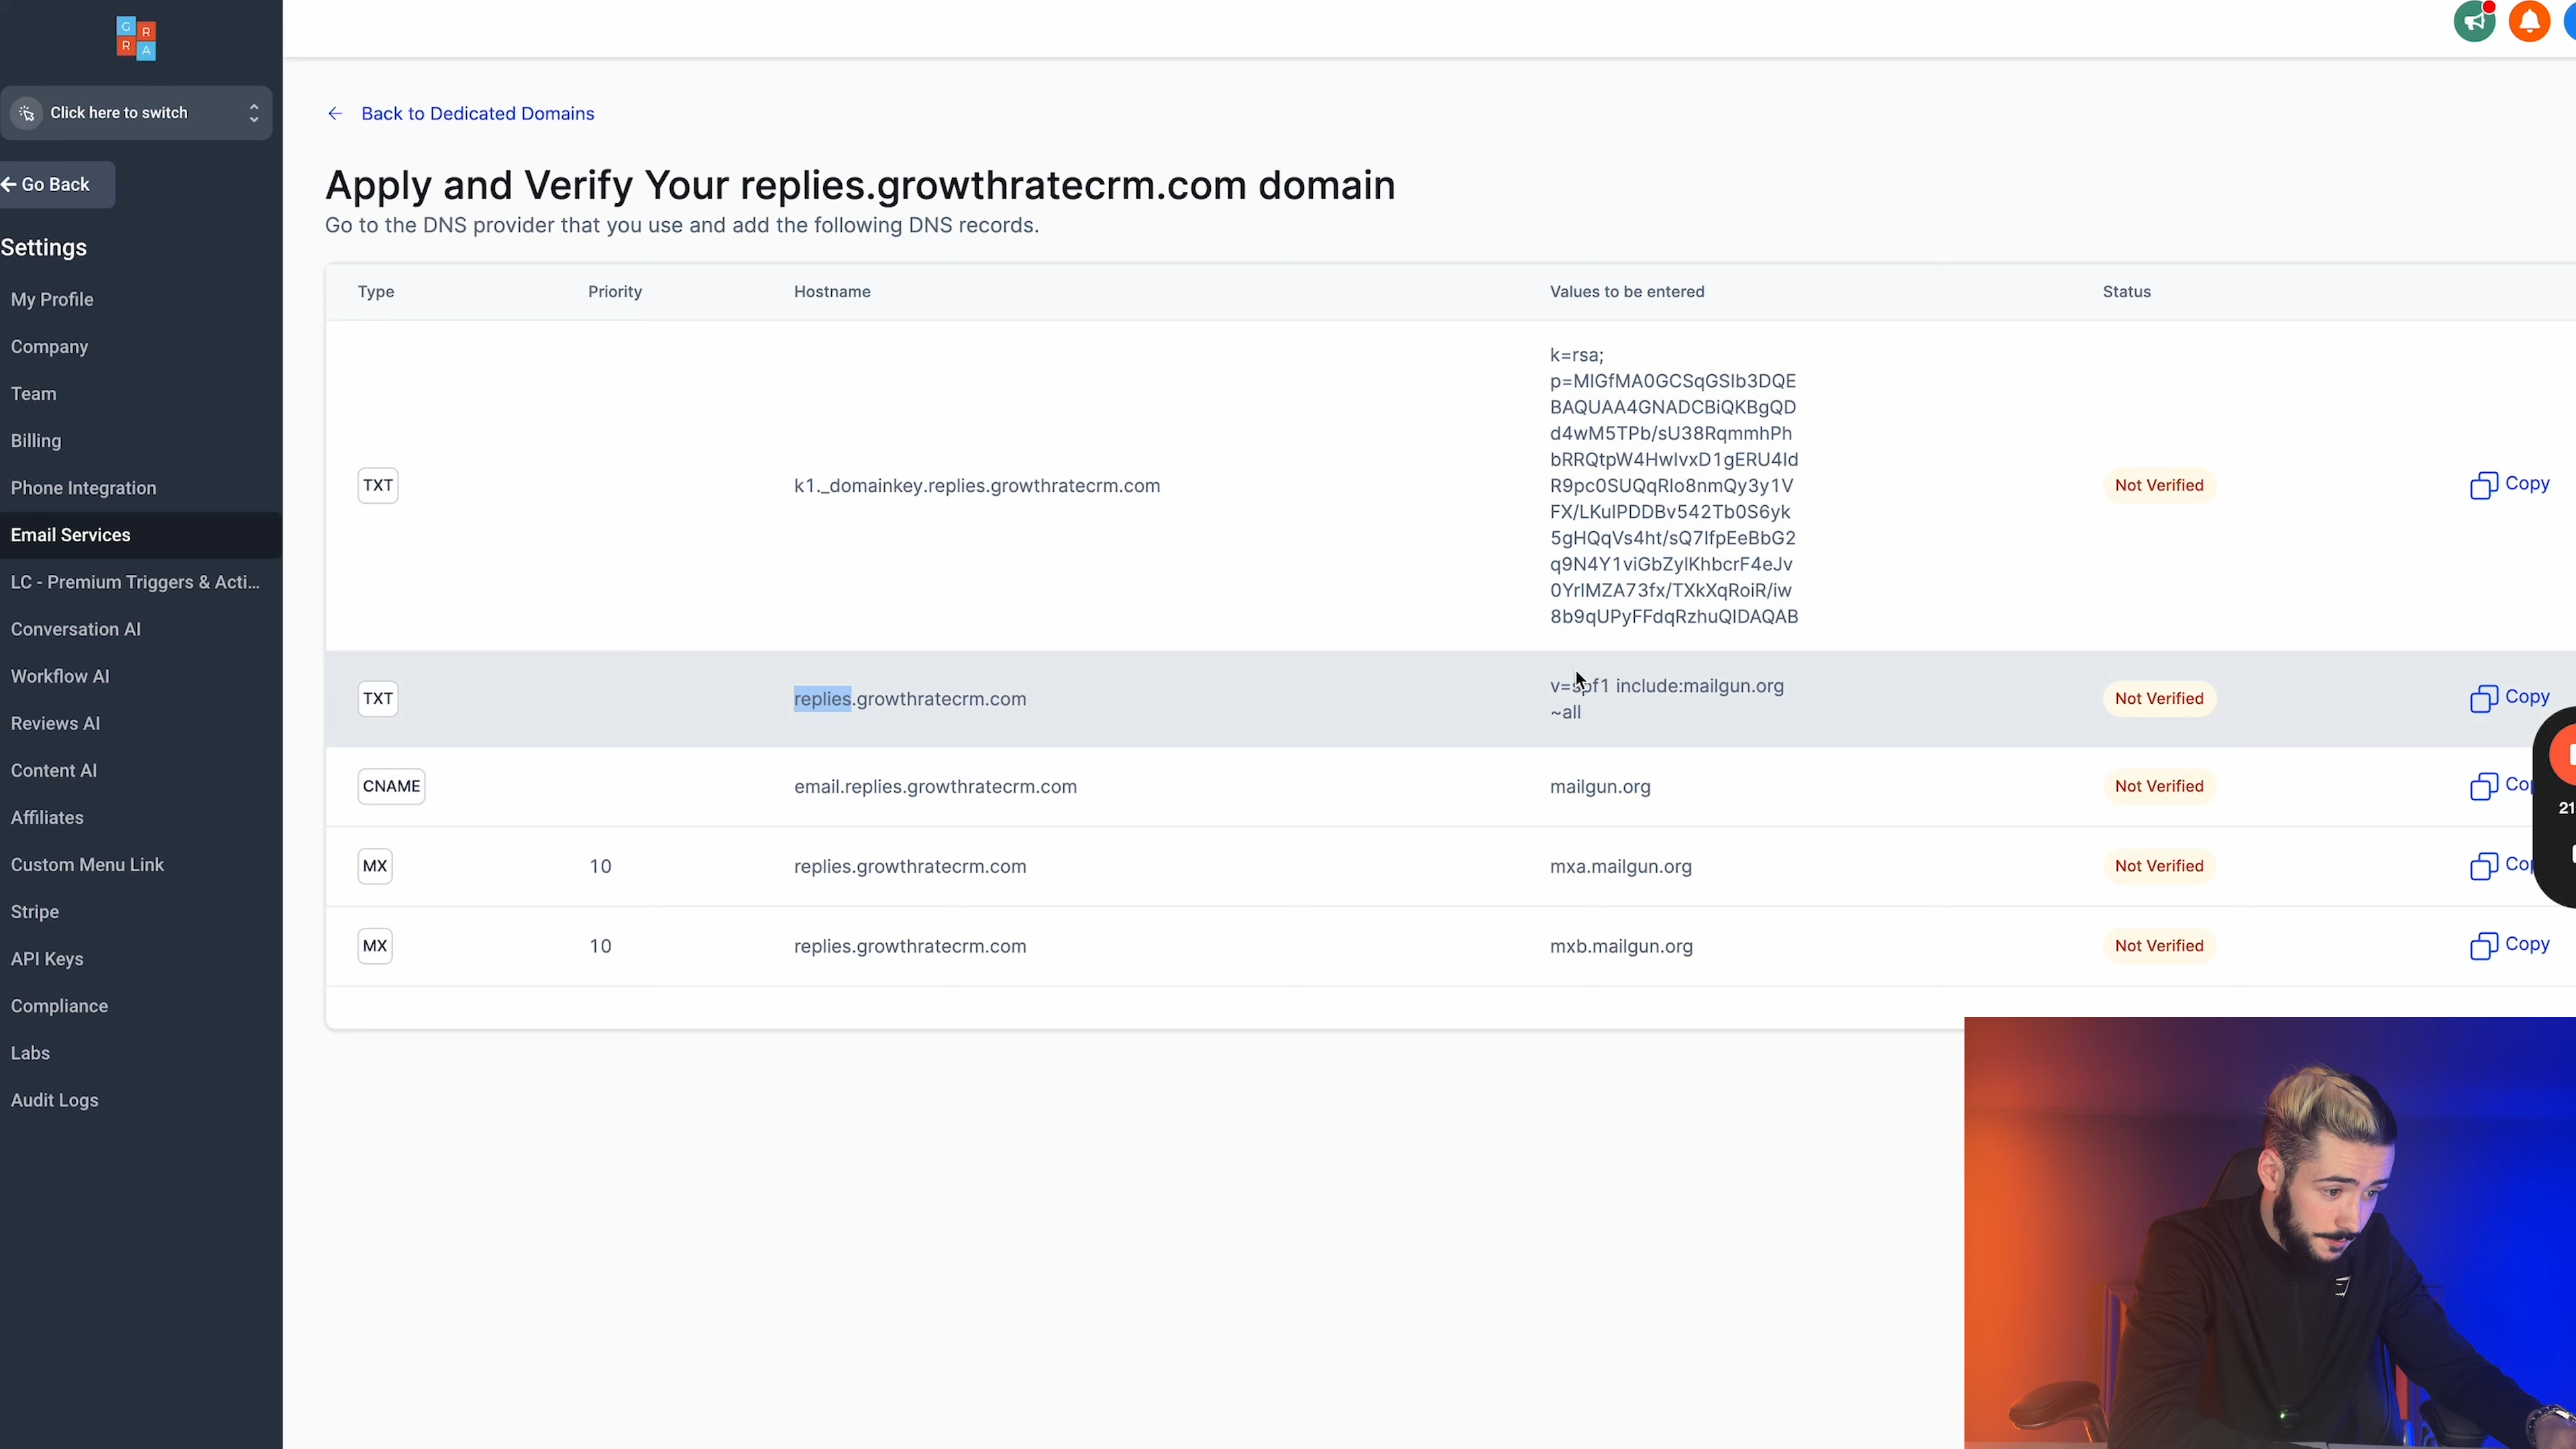 G R
R A
Click here to switch
Go Back
Settings
My Profile
Company
Team
Billing
Phone Integration
Email Services
LC - Premium Triggers & Acti...
Conversation AI
Workflow AI
Reviews AI
Content AI
Affiliates
Custom Menu Link
Stripe
API Keys
Compliance
Labs
Audit Logs
Back to Dedicated Domains
Apply and Verify Your replies.growthratecrm.com domain
Go to the DNS provider that you use and add the following DNS records.
Type Priority Hostname Values to be entered Status
k=rsa;
p=MIGfMA0GCSqGSIb3DQE
BAQUAA4GNADCBiQKBgQD
d4wM5TPb/sU38RqmmhPh
bRRQtpW4HwIvxD1gERU4Id
TXT k1._domainkey.replies.growthratecrm.com R9pc0SUQqRIo8nmQy3y1V Not Verified Copy
FX/LKuIPDDBv542Tb0S6yk
5gHQqVs4ht/sQ7IfpEeBbG2
q9N4Y1viGbZyIKhbcrF4eJv
0YrIMZA73fx/TXkXqRoiR/iw
8b9qUPyFFdqRzhuQIDAQAB
TXT replies.growthratecrm.com v=spf1 include:mailgun.org Not Verified Copy
~all
CNAME email.replies.growthratecrm.com mailgun.org Not Verified Cop
MX 10 replies.growthratecrm.com mxa.mailgun.org Not Verified Cop
MX 10 replies.growthratecrm.com mxb.mailgun.org Not Verified Copy
21